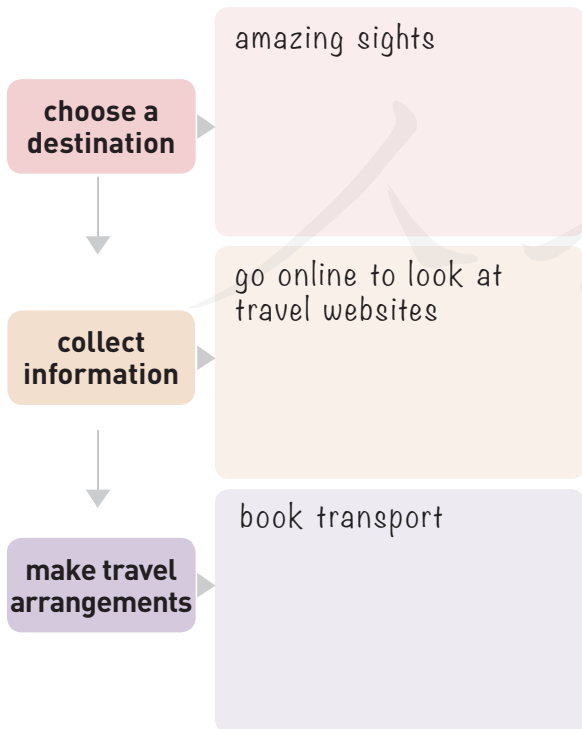 amazing sights
choose a
destination
go online to look at
travel websites
collect
information
book transport
make travel
arrangements